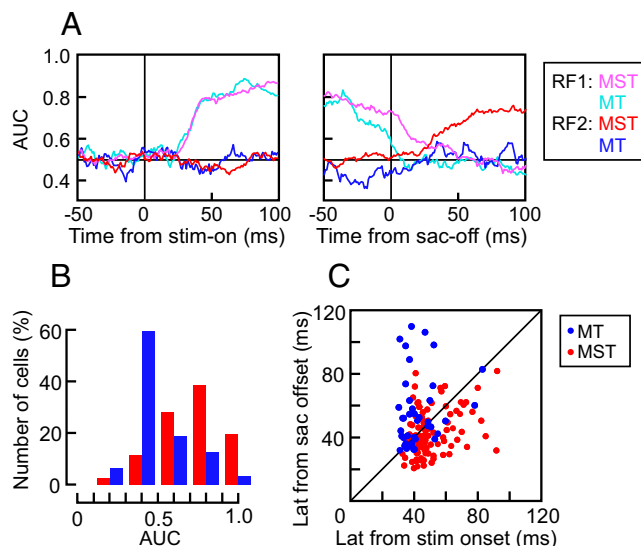 A
AUC
1.0
0.8
0.6
0.4
-50 0 50 100
Time from stim-on (ms)
-50 0 50 100
Time from sac-off (ms)
RF1: MST
MT
RF2: MST
MT
B
Number of cells (%)
60
40
20
0
0 0.5 1.0
AUC
C
Lat from sac offset (ms)
120
80
40
0 40 80 120
Lat from stim onset (ms)
MT
MST